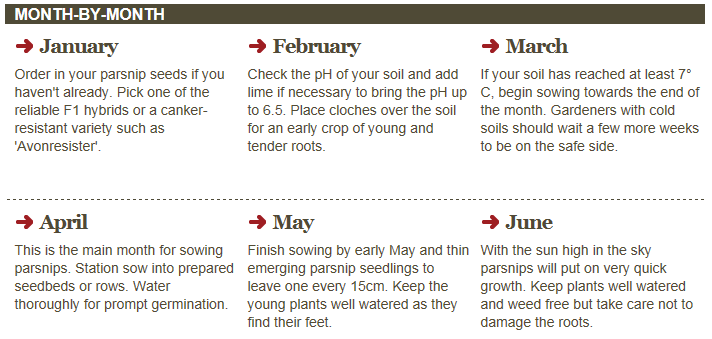 MONTH-BY-MONTH
January
Order in your parsnip seeds if you
haven't already. Pick one of the
reliable F1 hybrids or a canker-
resistant variety such as
'Avonresister'.
February
Check the pH of your soil and add
lime if necessary to bring the pH up
to 6.5. Place cloches over the soil
for an early crop of young and
tender roots.
March
If your soil has reached at least 7°
C, begin sowing towards the end of
the month. Gardeners with cold
soils should wait a few more weeks
to be on the safe side.
April
This is the main month for sowing
parsnips. Station sow into prepared
seedbeds or rows. Water
thoroughly for prompt germination.
May
Finish sowing by early May and thin
emerging parsnip seedlings to
leave one every 15cm. Keep the
young plants well watered as they
find their feet.
June
With the sun high in the sky
parsnips will put on very quick
growth. Keep plants well watered
and weed free but take care not to
damage the roots.